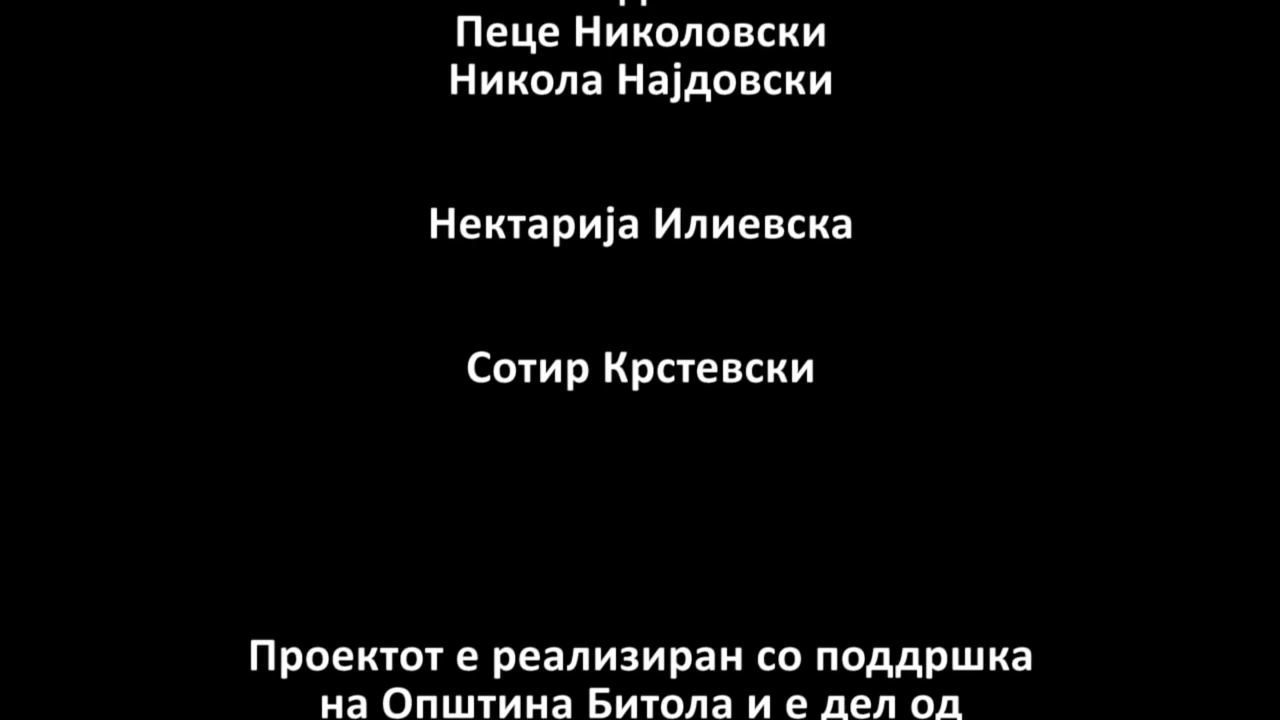 Пеце Николовски
Никола Најдовски
Нектарија Илиевска
Сотир Крстевски
Проектот е реализиран со поддршка
на Општина Битола и е дел од